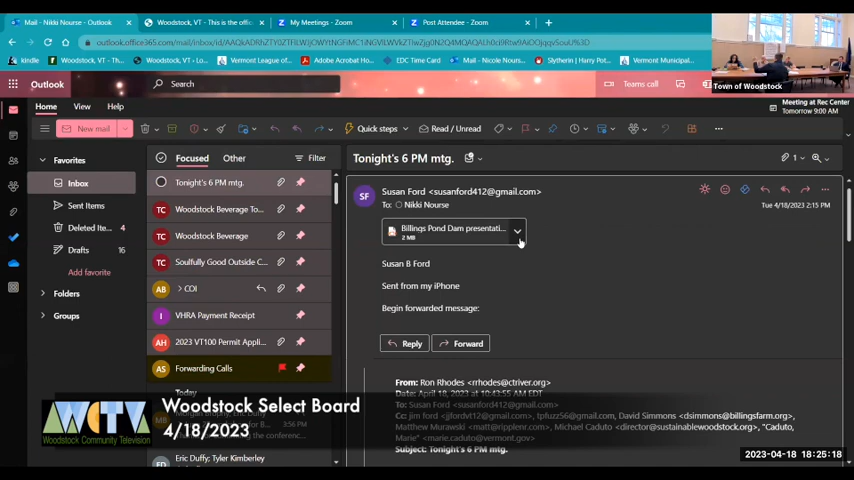 Mail - Nikki Nourse - Outlook
Woodstock, VT - This is the offic
My Meetings - Zoom
Post Attendee - Zoom
kindle
Woodstock, VT - Th
Woodstock, VT › Lo
Vermont League of
Adobe Acrobat Ho
EDC Time Card
Mail - Nicole Nours
Slytherin | Harry Pot
Vermont Municipal
Town of Woodstock
Outlook
Search
Teams call
Meeting at Rec Center
Tomorrow 9:00 AM
Home
View
Help
New mail
Quick steps
Read / Unread
Favorites
Inbox
Sent Items
Deleted Ite... 4
Drafts 16
Add favorite
Folders
Groups
Focused
Other
Filter
Tonight's 6 PM mtg.
TC Woodstock Beverage To...
TC Woodstock Beverage
TC Soulfully Good Outside C...
AB > COI
I VHRA Payment Receipt
AH 2023 VT100 Permit Appli...
AS Forwarding Calls
Today
3:56 PM
regarding the conferenc...
Eric Duffy; Tyler Kimberley
Tonight's 6 PM mtg.
1
SF Susan Ford <susanford412@gmail.com>
To: Nikki Nourse
Tue 4/18/2023 2:15 PM
Billings Pond Dam presentati...
2 MB
Susan B Ford
Sent from my iPhone
Begin forwarded message:
Reply
Forward
From: Ron Rhodes <rrhodes@ctriver.org>
Date: April 18, 2023 at 10:43:55 AM EDT
To: Susan Ford <susanford412@gmail.com>
Cc: jim ford <jjfordvt12@gmail.com>, tpfuzz56@gmail.com, David Simmons <dsimmons@billingsfarm.org>,
Matthew Murawski <matt@ripplenr.com>, Michael Caduto <director@sustainablewoodstock.org>, "Caduto,
Marie" <marie.caduto@vermont.gov>
Subject: Tonight's 6 PM mtg.
WCTV
Woodstock Community Television
Woodstock Select Board
4/18/2023
2023-04-18 18:25:18